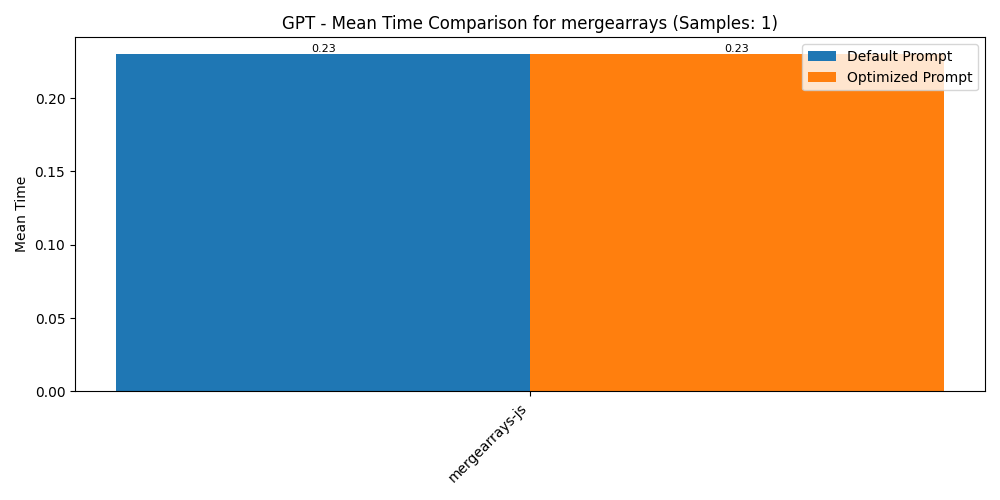 GPT - Mean Time Comparison for mergearrays (Samples: 1)
0.23
0.23
Default Prompt
Optimized Prompt
Mean Time
0.20
0.15
0.10
0.05
0.00
mergearrays-js